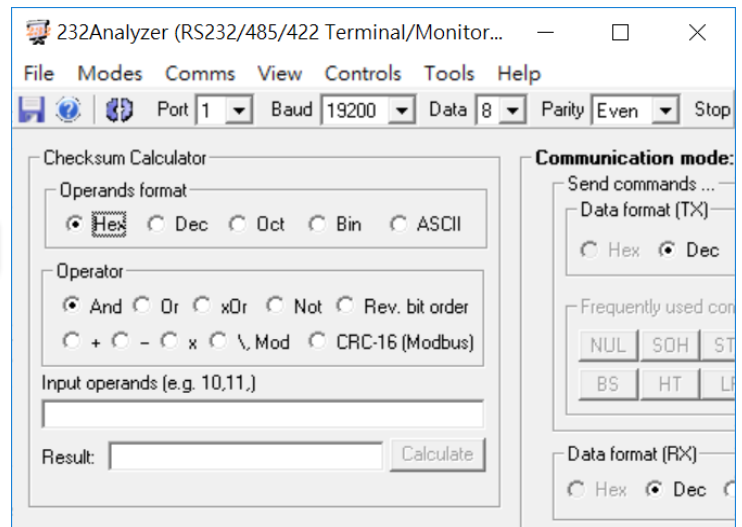 232Analyzer (RS232/485/422 Terminal/Monitor...
File Modes Comms View Controls Tools Help
Port 1 Baud 19200 Data 8 Parity Even Stop
Checksum Calculator
Operands format
Hex Dec Oct Bin ASCII
Operator
And Or xOr Not Rev. bit order
+ - x \, Mod CRC-16 (Modbus)
Input operands (e.g. 10,11,)
Result: Calculate
Communication mode:
Send commands ...
Data format (TX)
Hex Dec
Frequently used com
NUL SOH ST
BS HT LF
Data format (RX)
Hex Dec